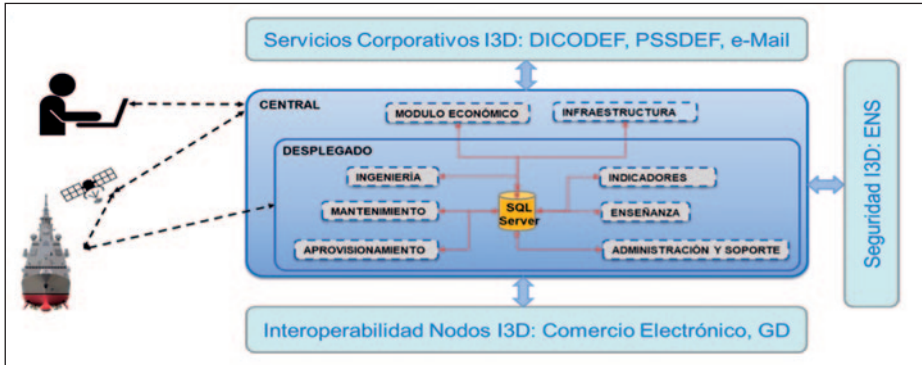 Servicios Corporativos I3D: DICODEF, PSSDEF, e-Mail
CENTRAL
MODULO ECONÓMICO
INFRAESTRUCTURA
DESPLEGADO
INGENIERÍA
INDICADORES
MANTENIMIENTO
SQL
Server
ENSEÑANZA
APROVISIONAMIENTO
ADMINISTRACIÓN Y SOPORTE
Seguridad I3D: ENS
Interoperabilidad Nodos I3D: Comercio Electrónico, GD